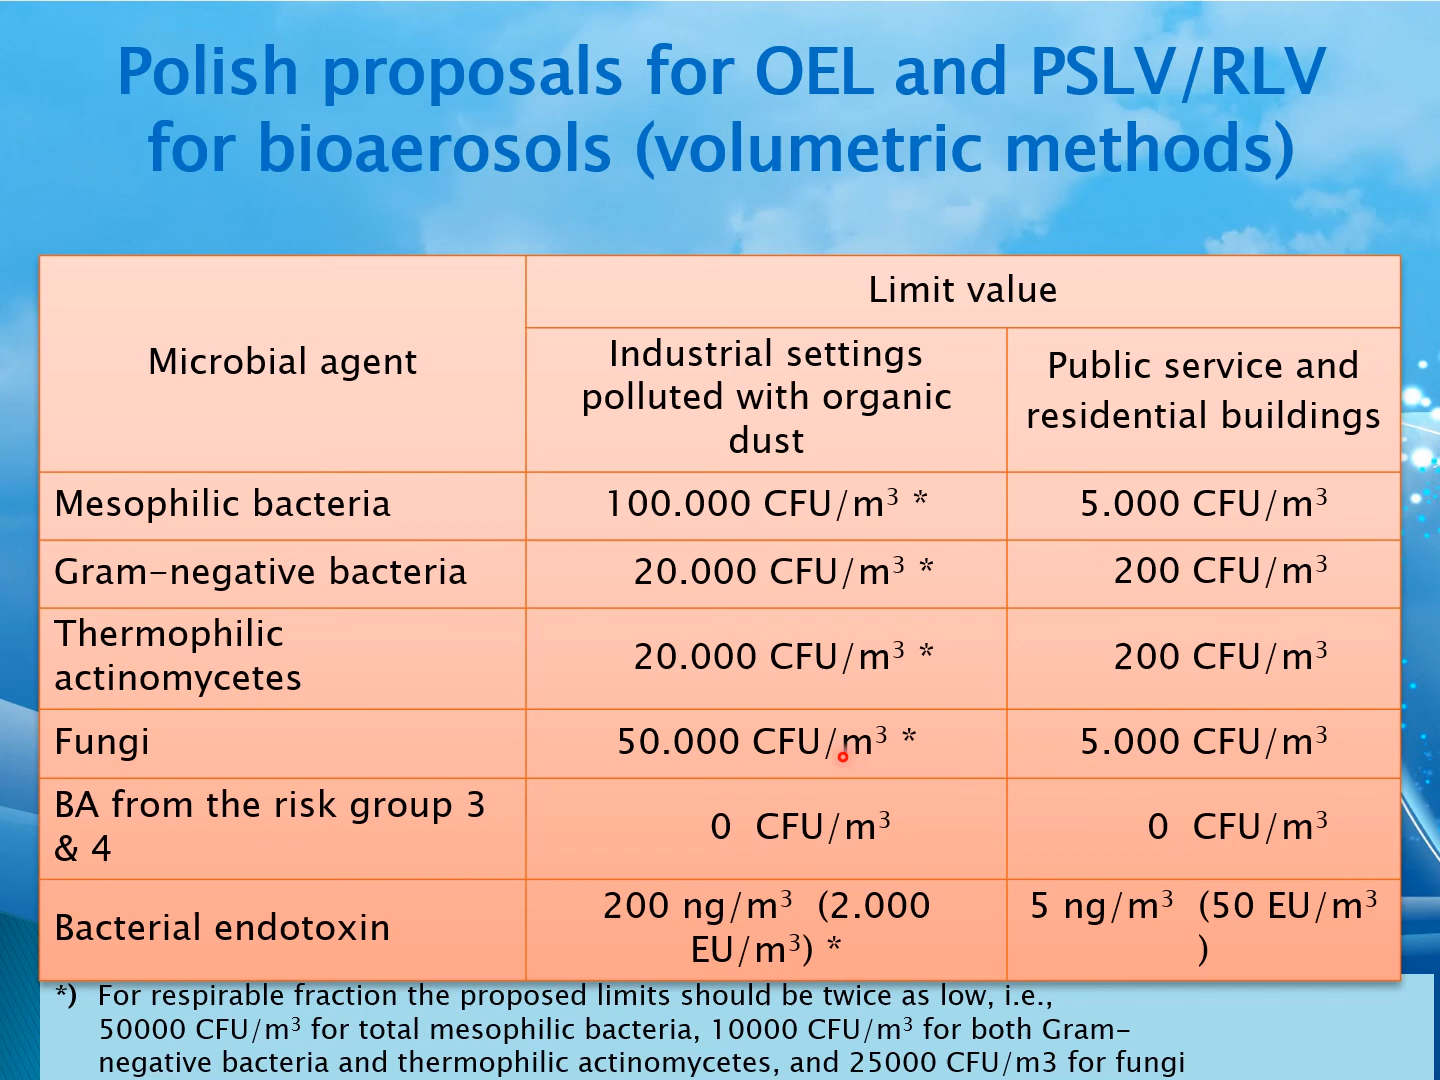 Polish proposals for OEL and PSLV/RLV
for bioaerosols (volumetric methods)
Microbial agent
Limit value
Industrial settings
polluted with organic
dust
Public service and
residential buildings
Mesophilic bacteria
100.000 CFU/m³ *
5.000 CFU/m³
Gram-negative bacteria
20.000 CFU/m³ *
200 CFU/m³
Thermophilic
actinomycetes
20.000 CFU/m³ *
200 CFU/m³
Fungi
50.000 CFU/m³ *
5.000 CFU/m³
BA from the risk group 3
& 4
0 CFU/m³
0 CFU/m³
Bacterial endotoxin
200 ng/m³ (2.000
EU/m³) *
5 ng/m³ (50 EU/m³
)
*) For respirable fraction the proposed limits should be twice as low, i.e.,
50000 CFU/m³ for total mesophilic bacteria, 10000 CFU/m³ for both Gram-
negative bacteria and thermophilic actinomycetes, and 25000 CFU/m3 for fungi